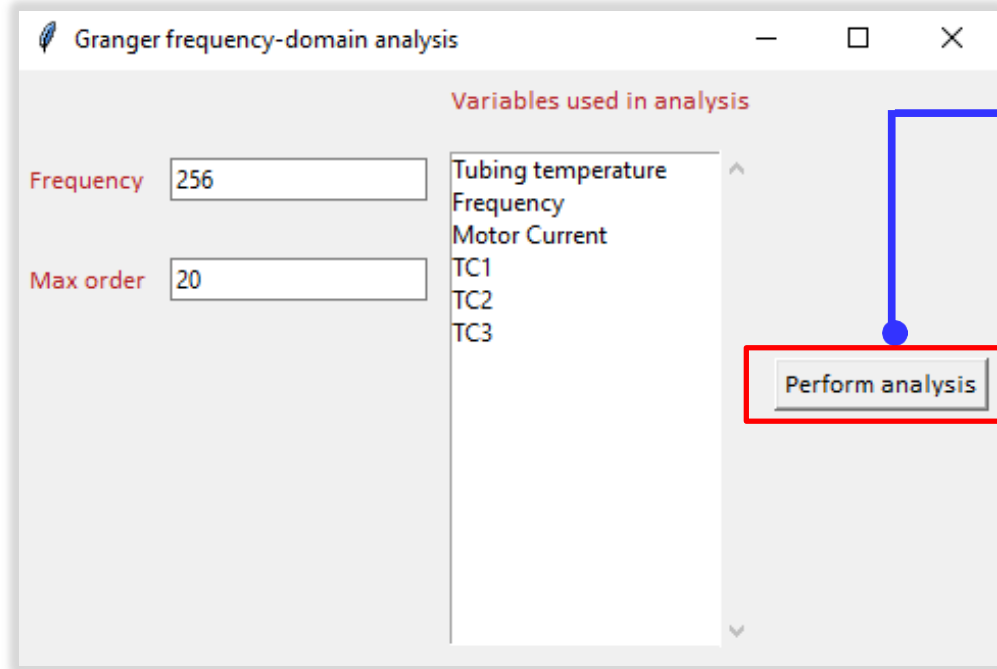 Granger frequency-domain analysis
Variables used in analysis
Frequency 256
Max order 20
Tubing temperature
Frequency
Motor Current
TC1
TC2
TC3
Perform analysis